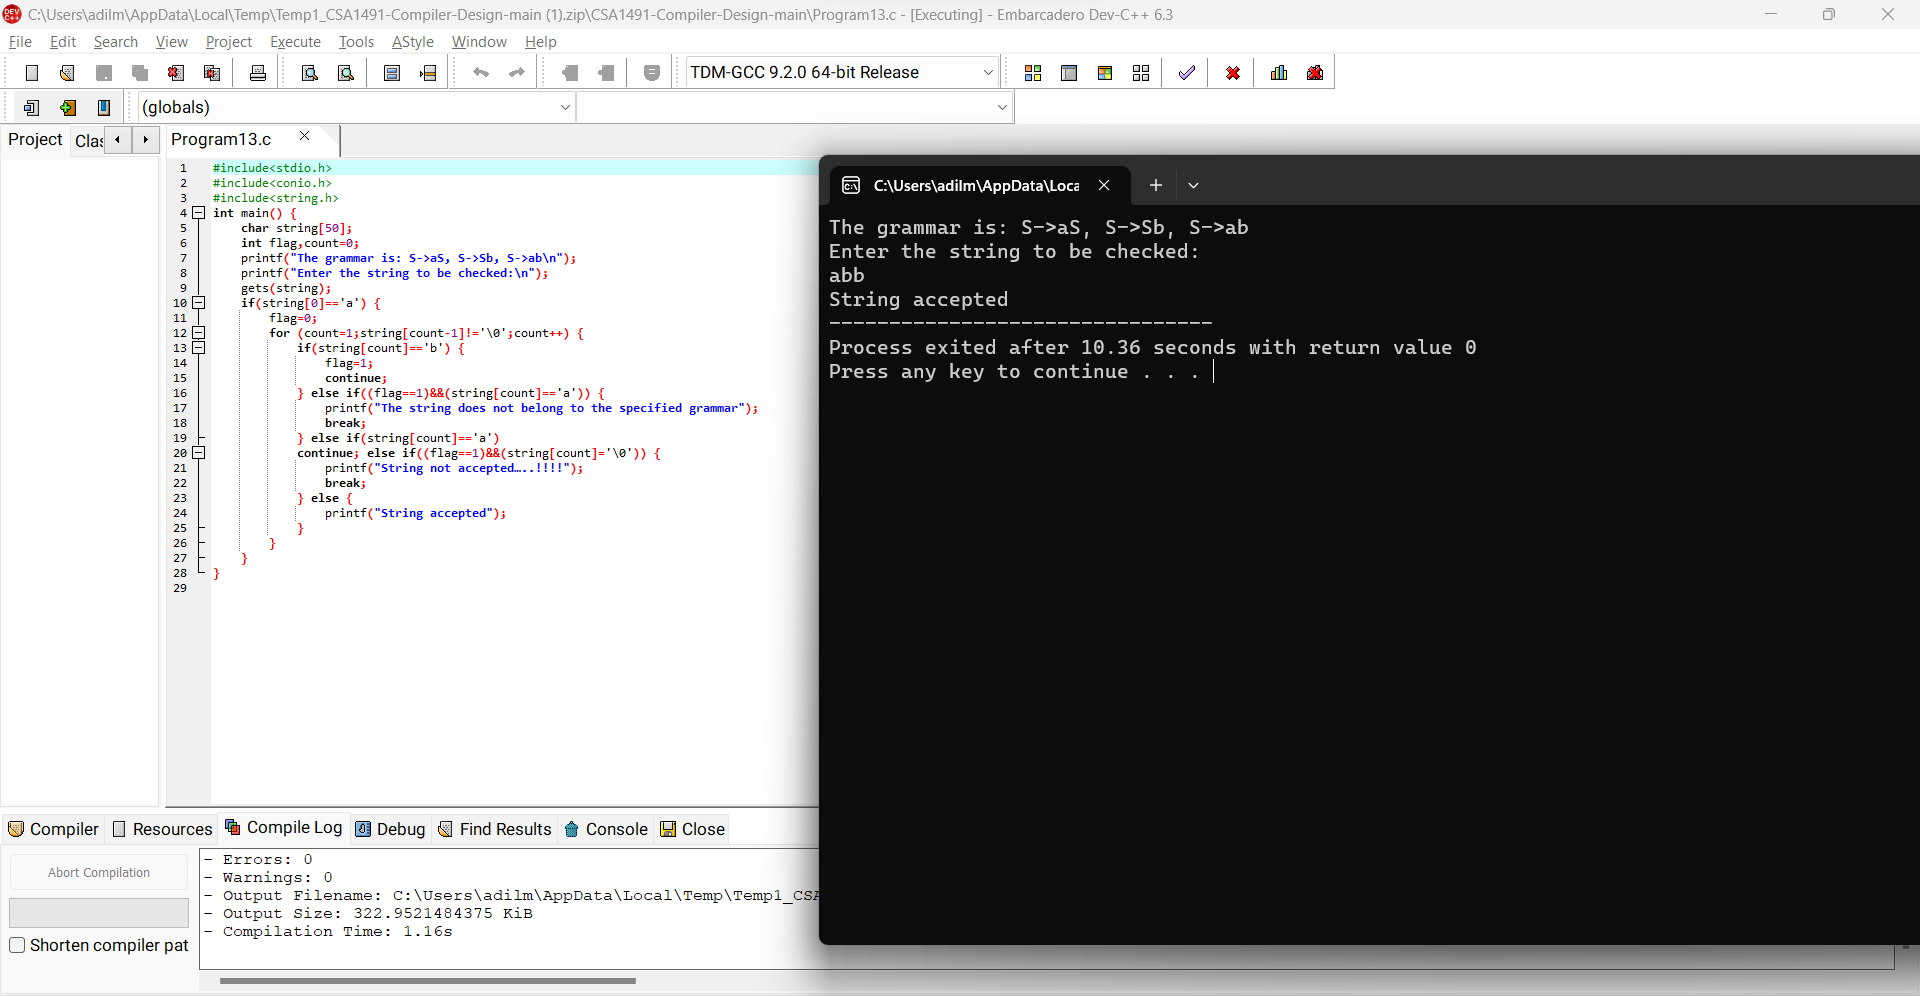 C:\Users\adilm\AppData\Local\Temp\Temp1_CSA1491-Compiler-Design-main (1).zip\CSA1491-Compiler-Design-main\Program13.c - [Executing] - Embarcadero Dev-C++ 6.3
File Edit Search View Project Execute Tools AStyle Window Help
TDM-GCC 9.2.0 64-bit Release
(globals)
Project Clas
Program13.c
1 #include<stdio.h>
2 #include<conio.h>
3 #include<string.h>
4 int main() {
5 char string[50];
6 int flag,count=0;
7 printf("The grammar is: S->aS, S->Sb, S->ab\n");
8 printf("Enter the string to be checked:\n");
9 gets(string);
10 if(string[0]=='a') {
11 flag=0;
12 for (count=1;string[count-1]!='\0';count++) {
13 if(string[count]=='b') {
14 flag=1;
15 continue;
16 } else if((flag==1)&&(string[count]=='a')) {
17 printf("The string does not belong to the specified grammar");
18 break;
19 } else if(string[count]=='a')
20 continue; else if((flag==1)&&(string[count]='\0')) {
21 printf("String not accepted…..!!!!");
22 break;
23 } else {
24 printf("String accepted");
25 }
26 }
27 }
28 }
29
C:\Users\adilm\AppData\Loca
The grammar is: S->aS, S->Sb, S->ab
Enter the string to be checked:
abb
String accepted
--------------------------------
Process exited after 10.36 seconds with return value 0
Press any key to continue . . .
Compiler Resources Compile Log Debug Find Results Console Close
Abort Compilation
Shorten compiler pat
- Errors: 0
- Warnings: 0
- Output Filename: C:\Users\adilm\AppData\Local\Temp\Temp1_CSA
- Output Size: 322.9521484375 KiB
- Compilation Time: 1.16s